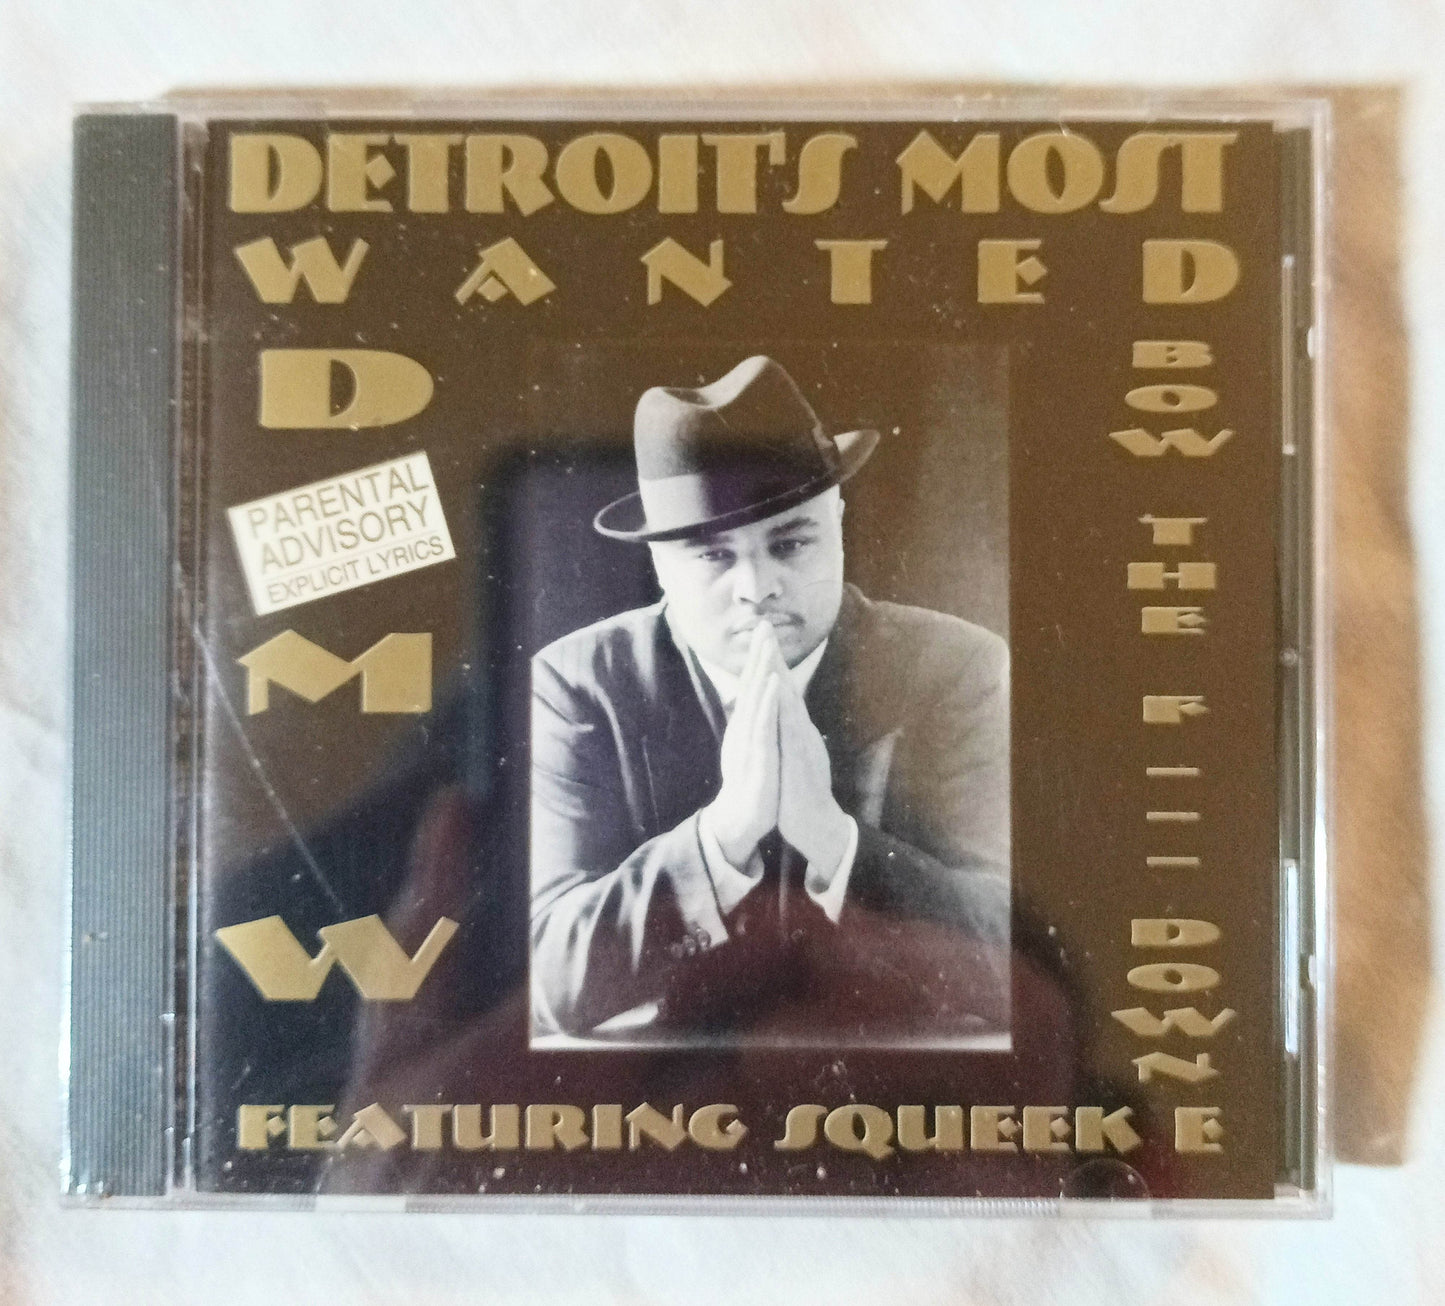 DETROIT'S MOST
WANTED
D
M
W
PARENTAL
ADVISORY
EXPLICIT LYRICS
BOW
THE
F - - -
DOWN
FEATURING SQUEEK E